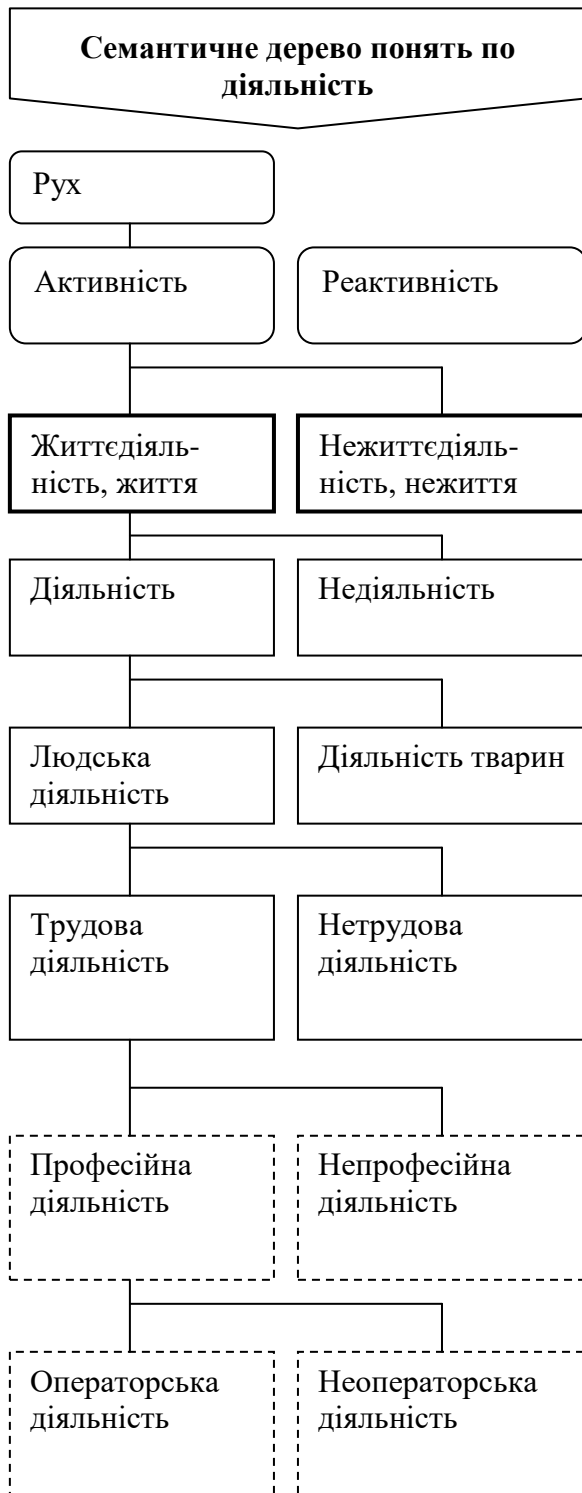 Семантичне дерево понять по
діяльність
Рух
Активність
Реактивність
Життєдіяль-
ність, життя
Нежиттєдіяль-
ність, нежиття
Діяльність
Недіяльність
Людська
діяльність
Діяльність тварин
Трудова
діяльність
Нетрудова
діяльність
Професійна
діяльність
Непрофесійна
діяльність
Операторська
діяльність
Неоператорська
діяльність